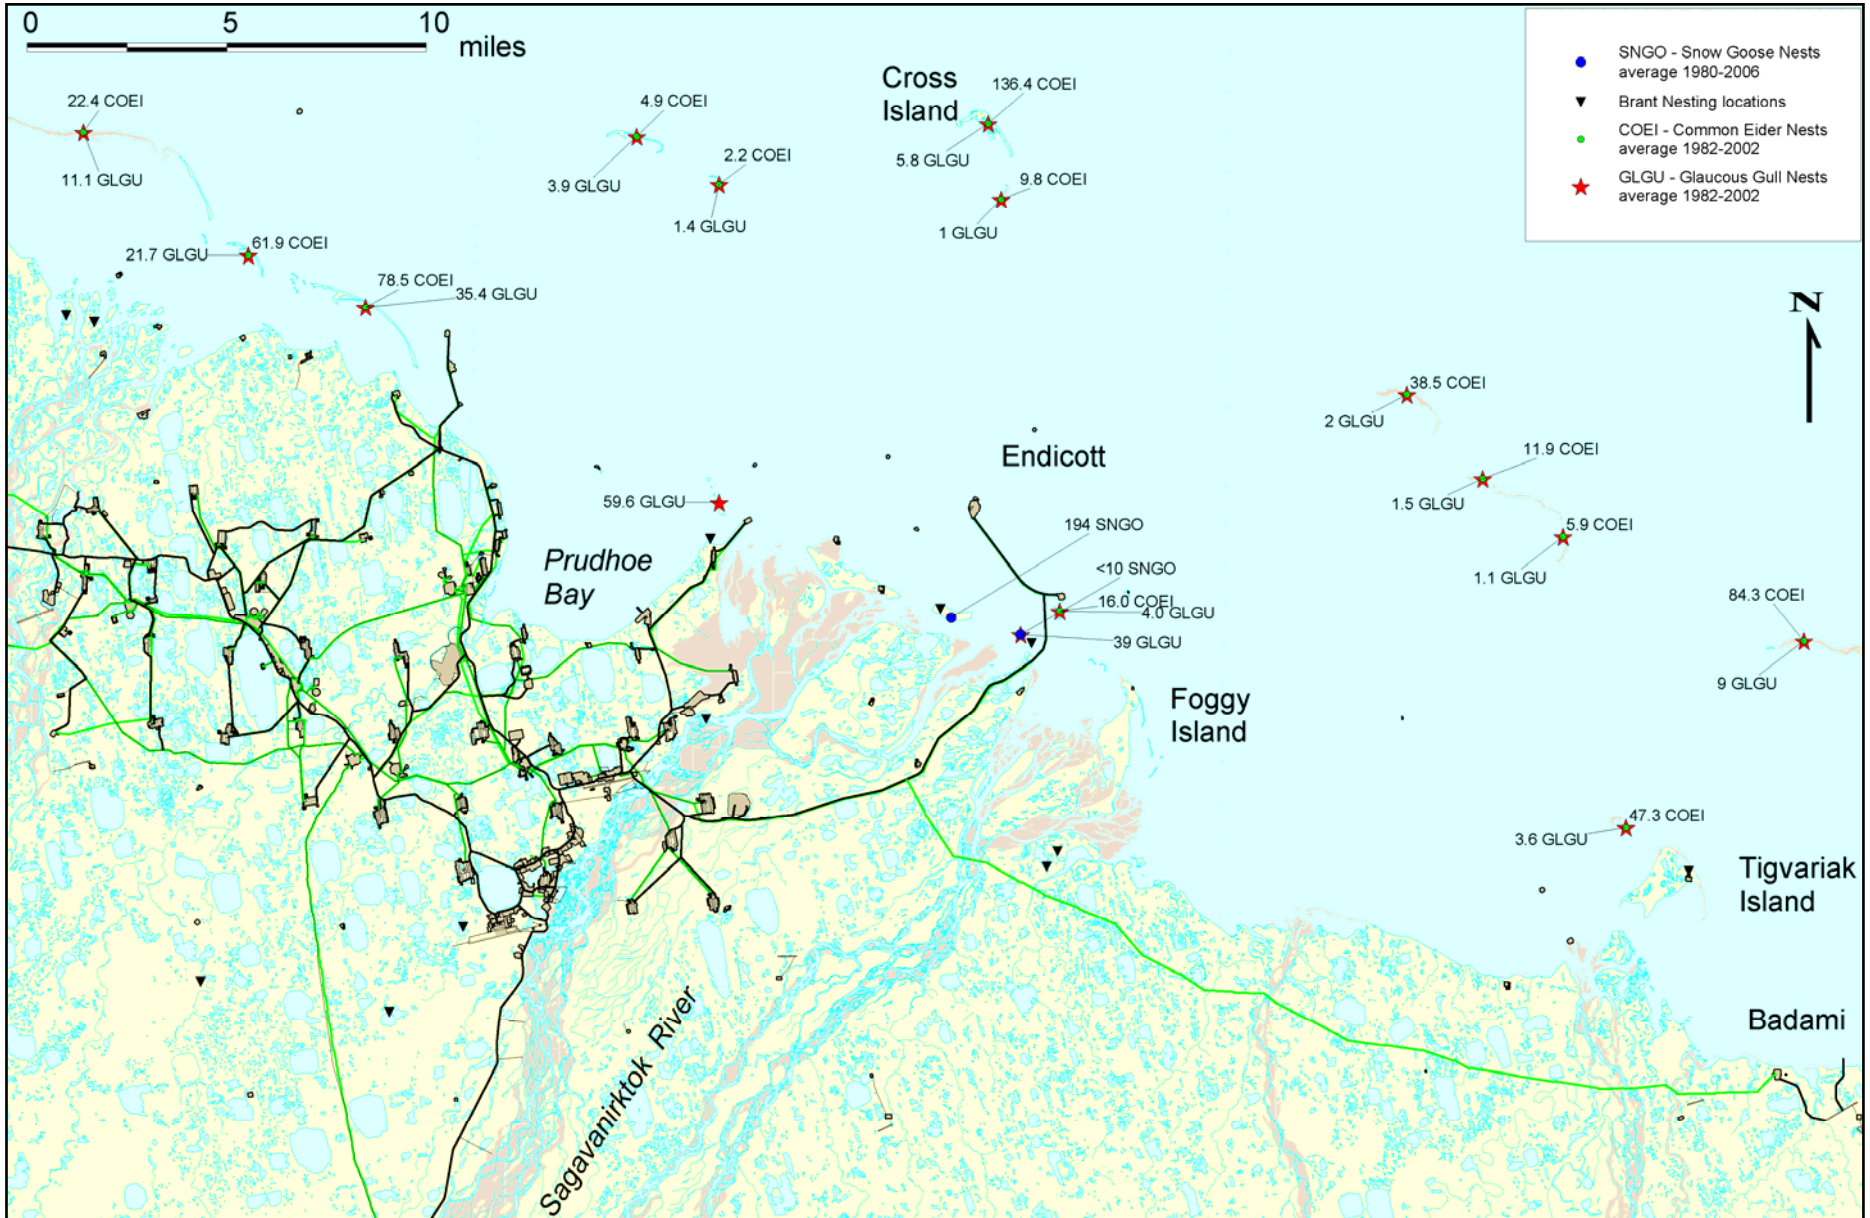 0 5 10
miles
SNGO - Snow Goose Nests
average 1980-2006
Brant Nesting locations
COEI - Common Eider Nests
average 1982-2002
GLGU - Glaucous Gull Nests
average 1982-2002
Cross
Island
136.4 COEI
5.8 GLGU
22.4 COEI
11.1 GLGU
4.9 COEI
3.9 GLGU
2.2 COEI
1.4 GLGU
9.8 COEI
1 GLGU
21.7 GLGU
61.9 COEI
78.5 COEI
35.4 GLGU
N
38.5 COEI
2 GLGU
Endicott
11.9 COEI
1.5 GLGU
59.6 GLGU
194 SNGO
5.9 COEI
1.1 GLGU
Prudhoe
Bay
<10 SNGO
16.0 COEI
4.0 GLGU
39 GLGU
84.3 COEI
9 GLGU
Foggy
Island
47.3 COEI
3.6 GLGU
Tigvariak
Island
Sagavanirktok River
Badami